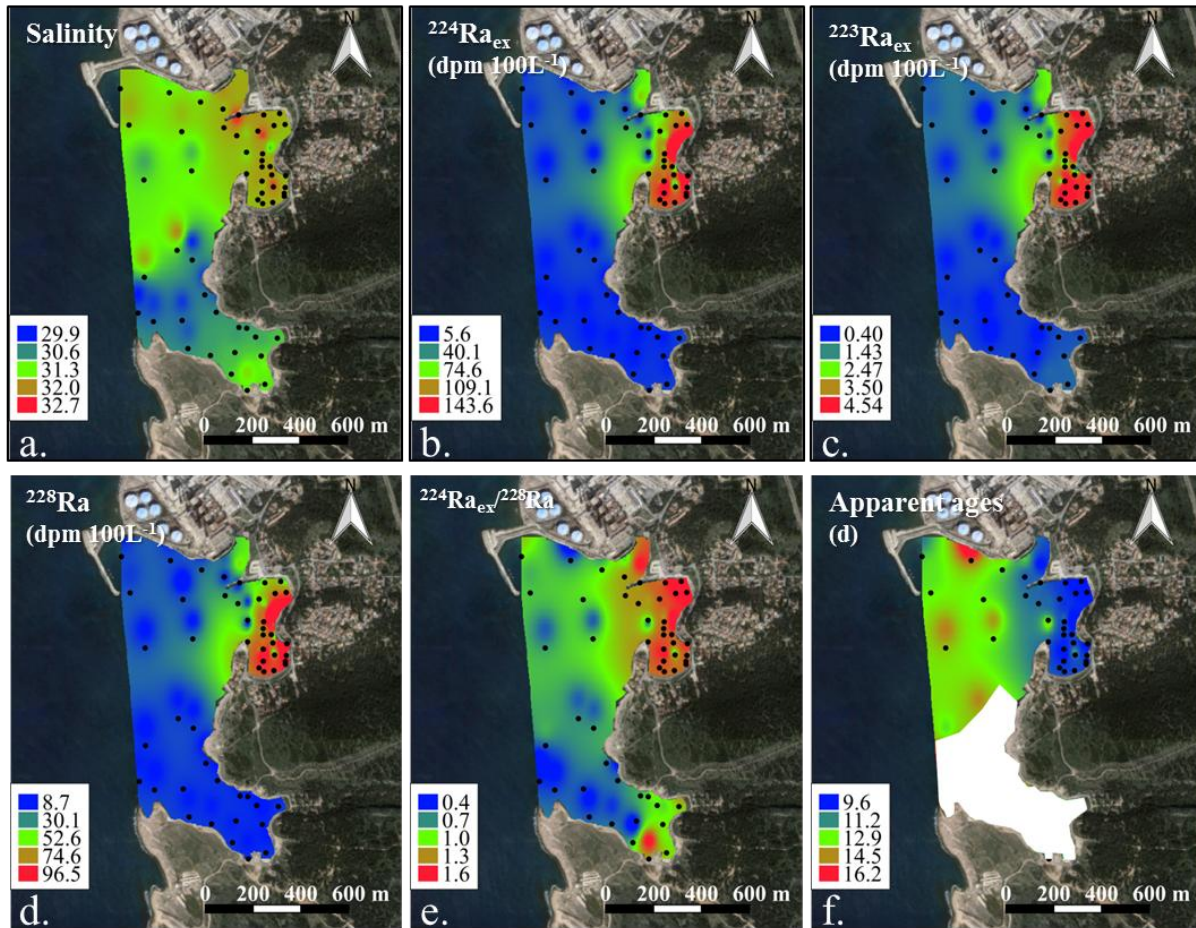 Salinity
N
29.9
30.6
31.3
32.0
32.7
0 200 400 600 m
a.
²²⁴Raₑₓ
(dpm 100L⁻¹)
N
5.6
40.1
74.6
109.1
143.6
0 200 400 600 m
b.
²²³Raₑₓ
(dpm 100L⁻¹)
N
0.40
1.43
2.47
3.50
4.54
0 200 400 600 m
c.
²²⁸Ra
(dpm 100L⁻¹)
N
8.7
30.1
52.6
74.6
96.5
0 200 400 600 m
d.
²²⁴Raₑₓ/²²⁸Ra
N
0.4
0.7
1.0
1.3
1.6
0 200 400 600 m
e.
Apparent ages
(d)
N
9.6
11.2
12.9
14.5
16.2
0 200 400 600 m
f.